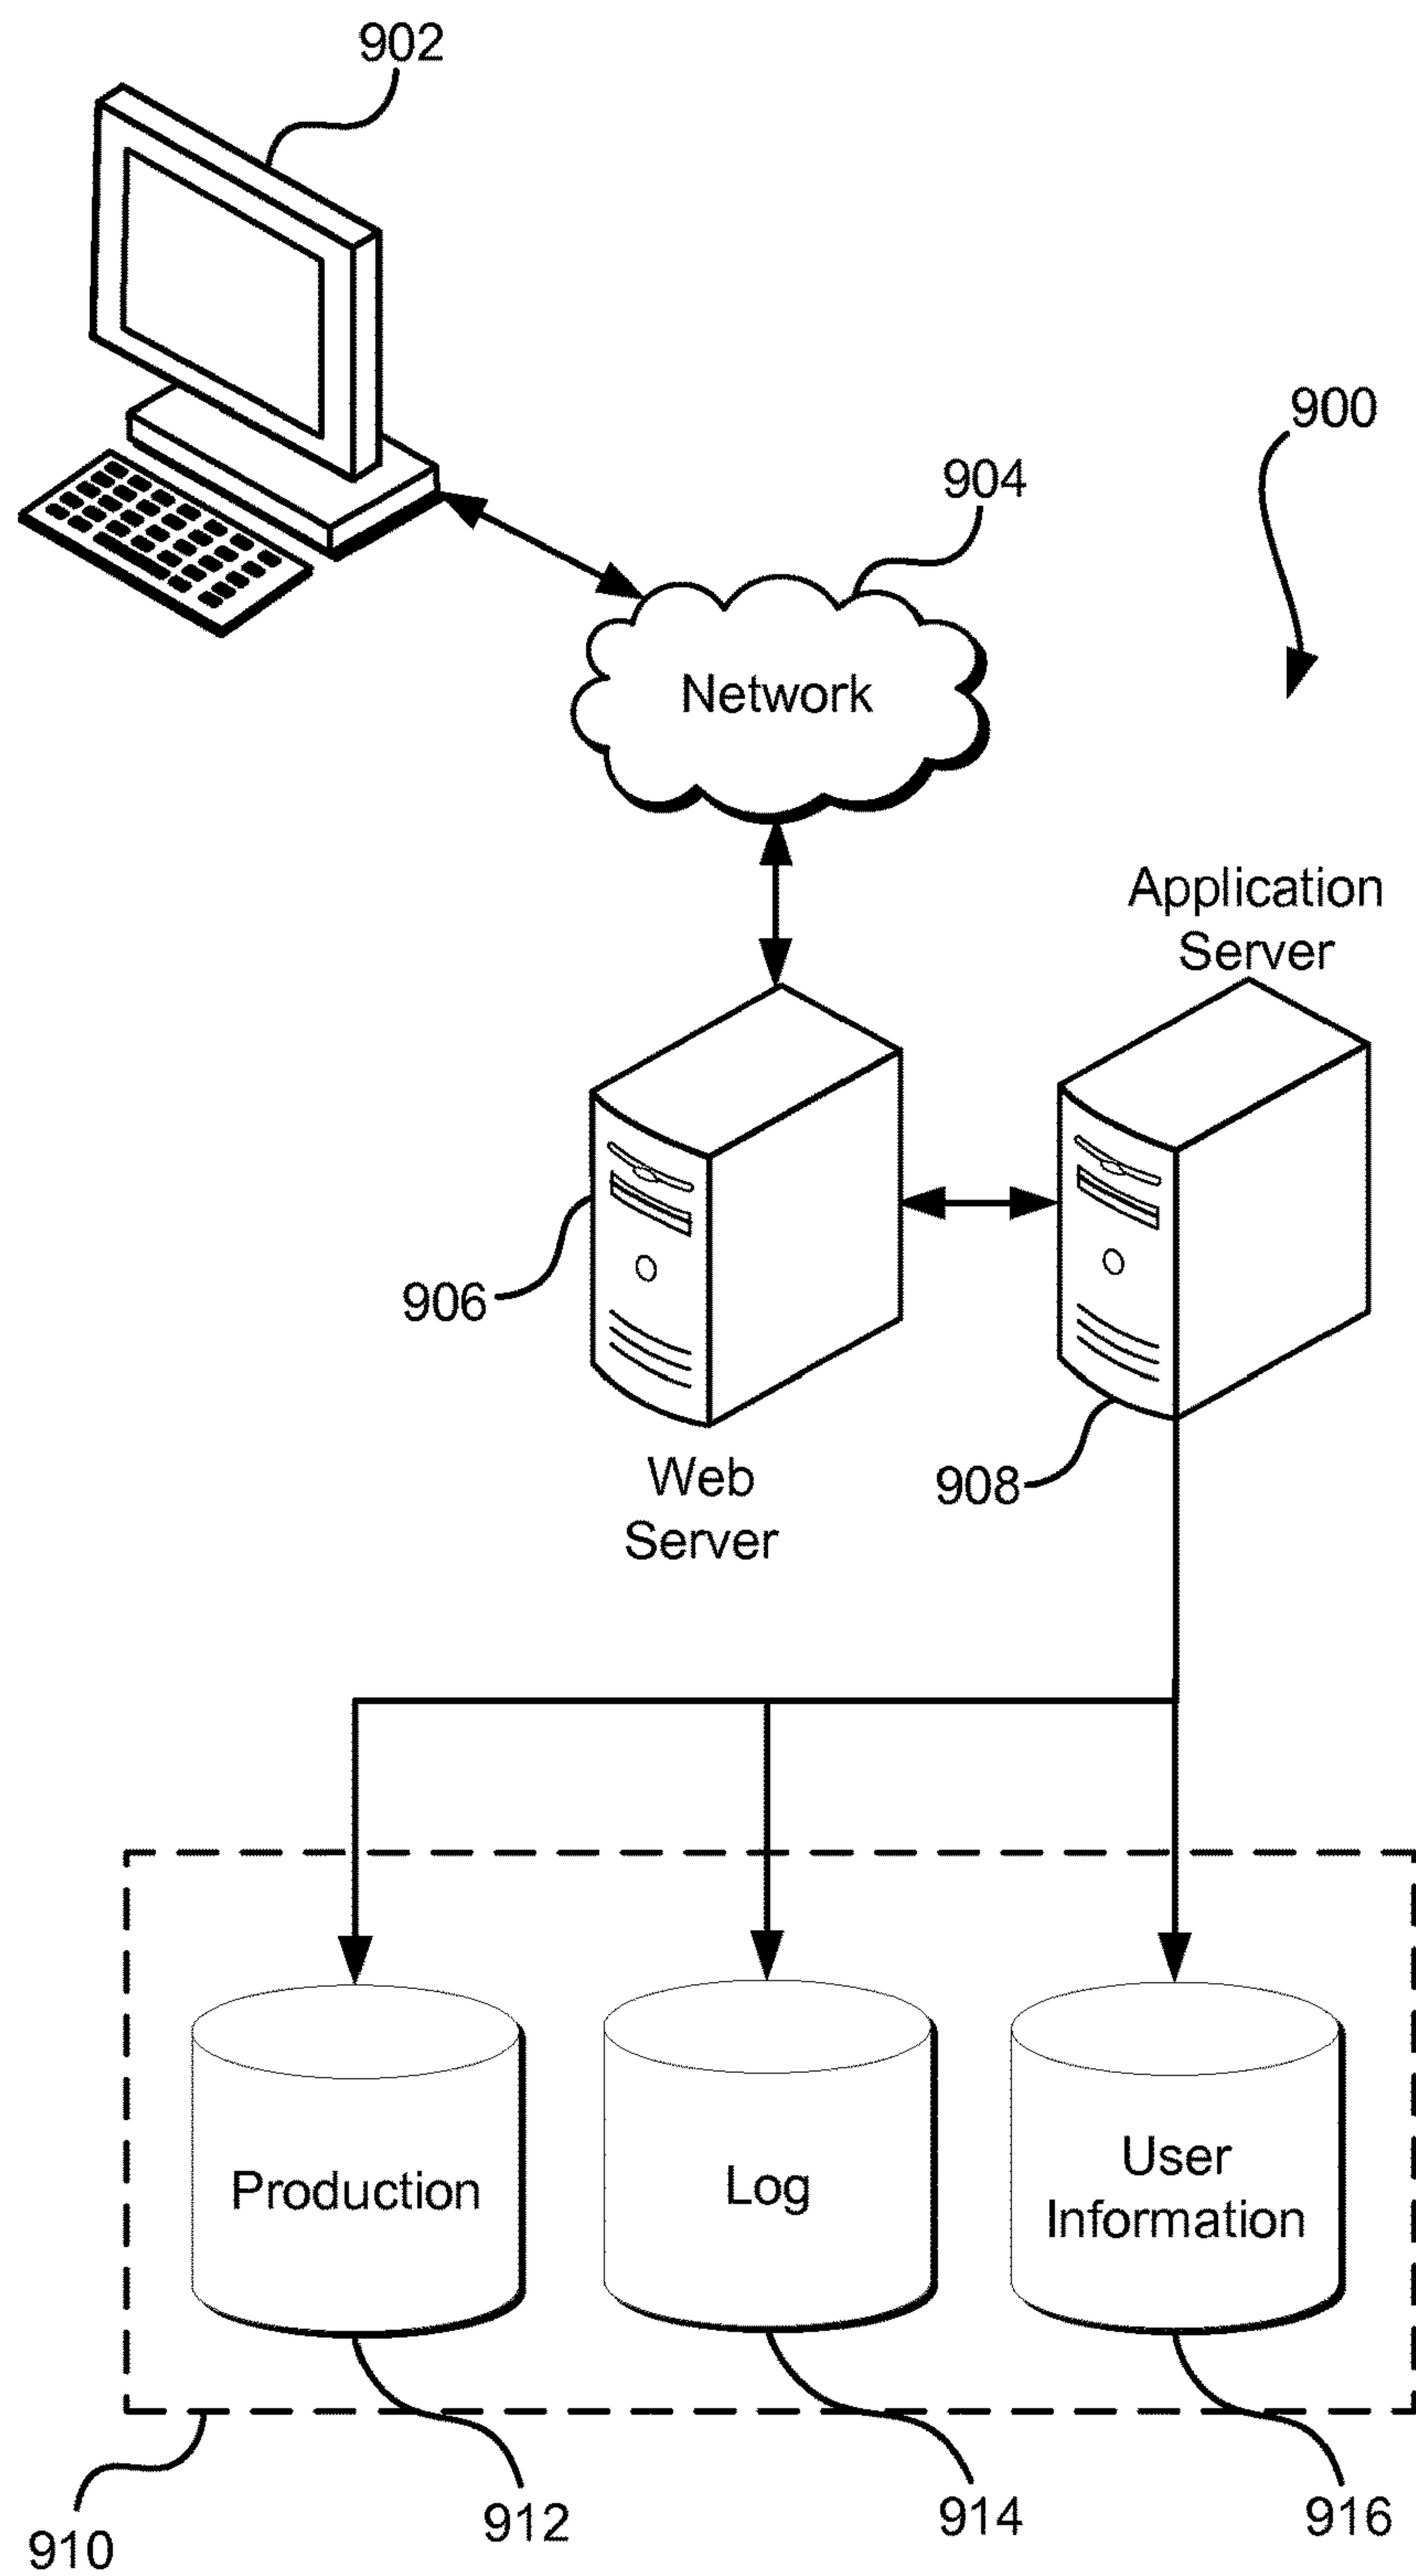 902
900
904
Network
Application
Server
906
Web
Server
908
Production
Log
User
Information
910
912
914
916